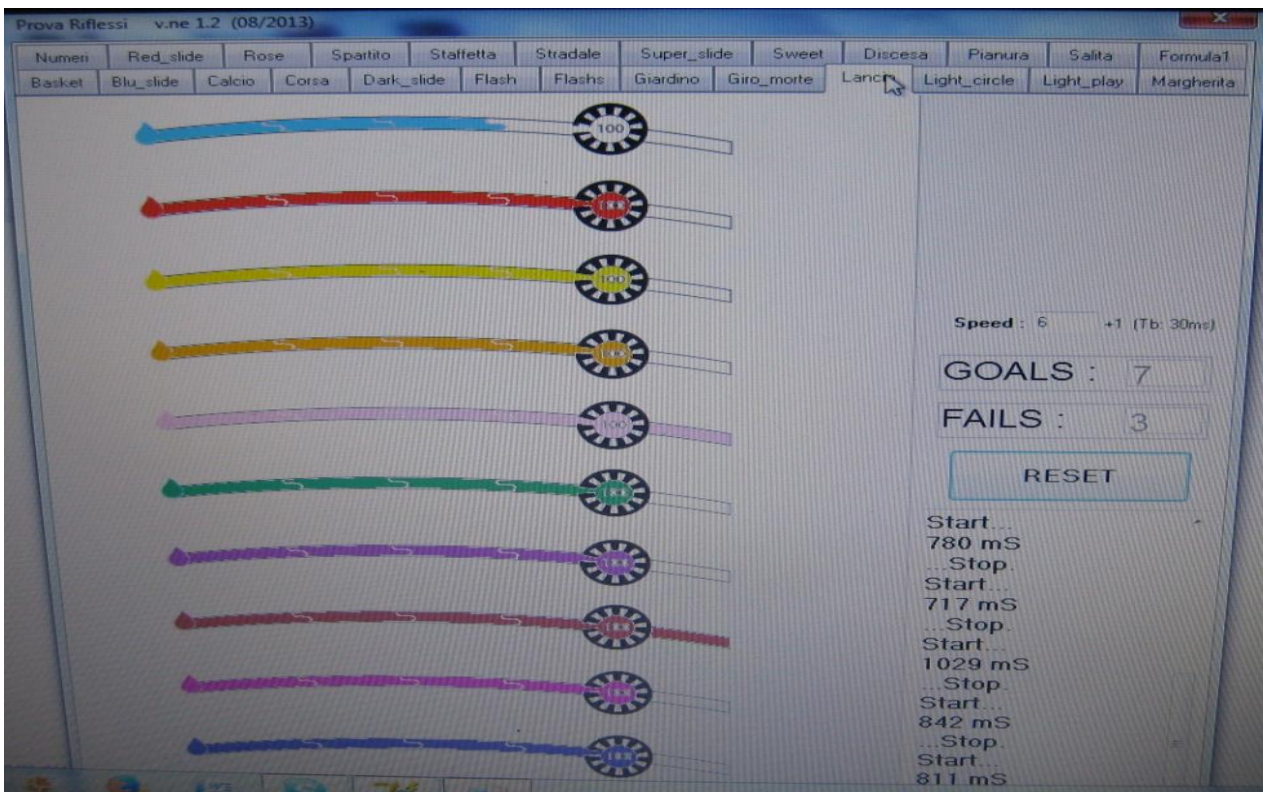 Prova Riflessi v.ne 1.2 (08/2013)
Numeri Red_slide Rose Spartito Staffetta Stradale Super_slide Sweet Discesa Pianura Salita Formula1
Basket Blu_slide Calcio Corsa Dark_slide Flash Flashs Giardino Giro_morte Lancio Light_circle Light_play Margherita
100
100
100
Speed : 6 +1 (Tb: 30ms)
GOALS : 7
FAILS : 3
RESET
Start...
780 mS
...Stop.
Start...
717 mS
...Stop.
Start...
1029 mS
...Stop.
Start...
842 mS
...Stop.
Start...
811 mS